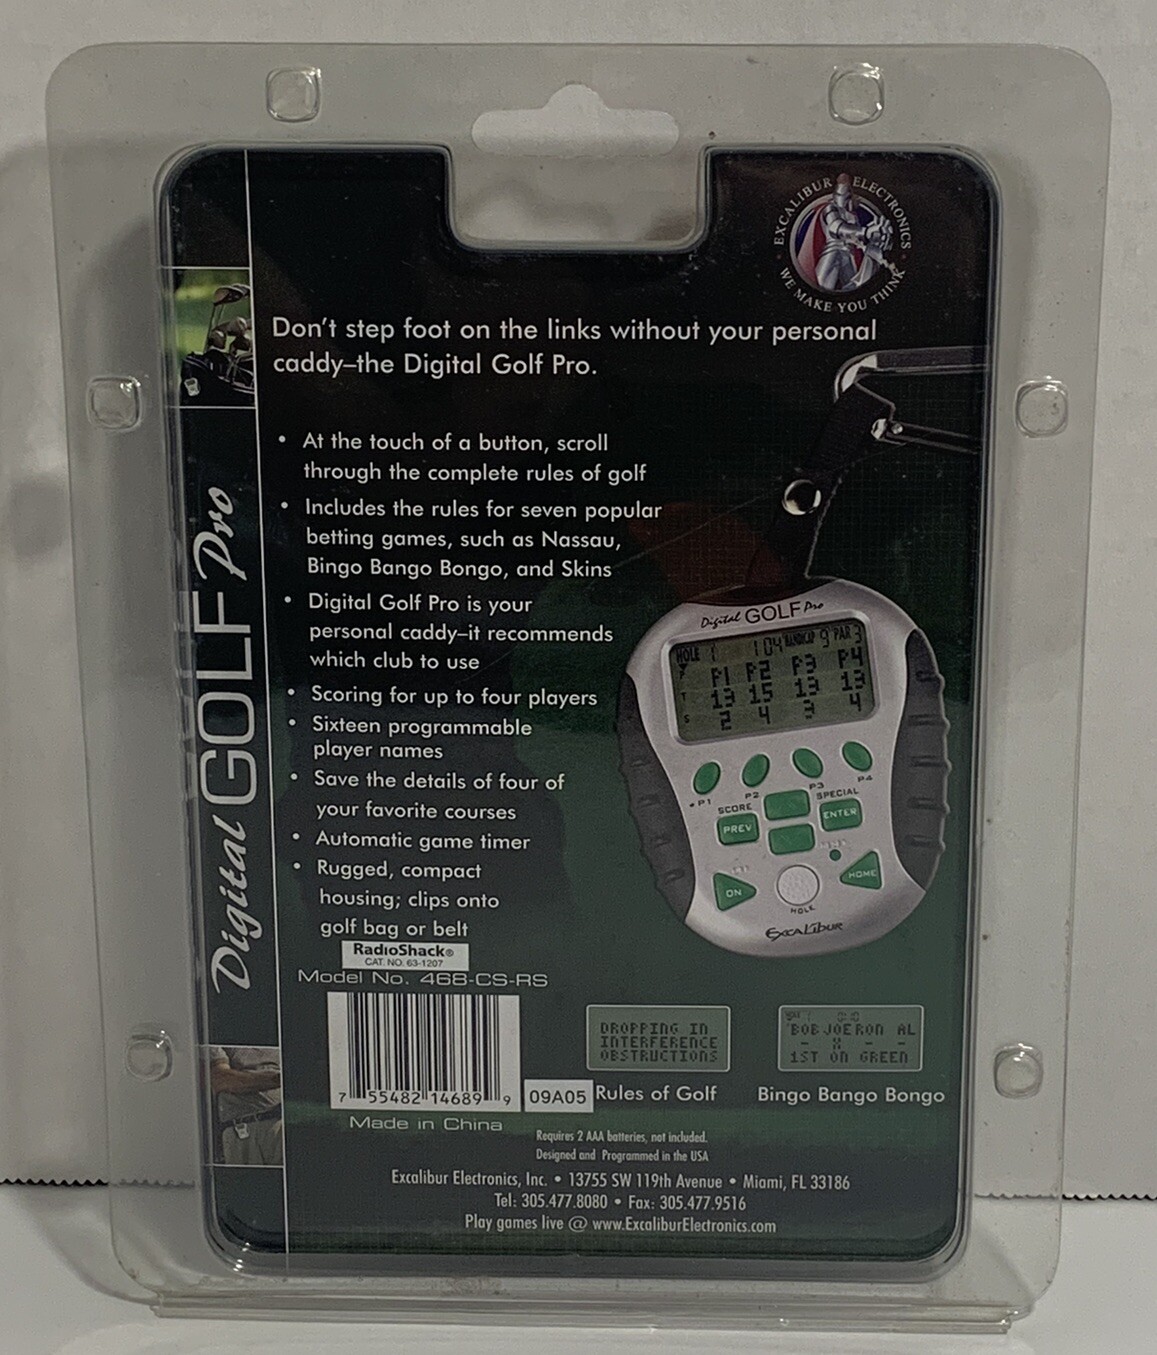 EXCALIBUR ELECTRONICS
WE MAKE YOU THINK
Don't step foot on the links without your personal
caddy–the Digital Golf Pro.
• At the touch of a button, scroll
through the complete rules of golf
• Includes the rules for seven popular
betting games, such as Nassau,
Bingo Bango Bongo, and Skins
• Digital Golf Pro is your
personal caddy–it recommends
which club to use
• Scoring for up to four players
• Sixteen programmable
player names
• Save the details of four of
your favorite courses
• Automatic game timer
• Rugged, compact
housing; clips onto
golf bag or belt
Digital GOLF Pro
Digital GOLF Pro
HOLE 1 1 04 HANDICAP 9 PAR 3
P1 P2 P3 P4
T 13 15 13 13
S 2 4 3 4
P1 P2 P3 P4
SCORE SPECIAL
PREV ENTER
ON HOME
HOLE
EXCALIBUR
RadioShack®
CAT. NO. 63-1207
Model No. 468-CS-RS
7 55482 14689 9
09A05
Made in China
DROPPING IN
INTERFERENCE
OBSTRUCTIONS
Rules of Golf
BOB JOE RON AL
- X - -
1ST ON GREEN
Bingo Bango Bongo
Requires 2 AAA batteries, not included.
Designed and Programmed in the USA
Excalibur Electronics, Inc. • 13755 SW 119th Avenue • Miami, FL 33186
Tel: 305.477.8080 • Fax: 305.477.9516
Play games live @ www.ExcaliburElectronics.com